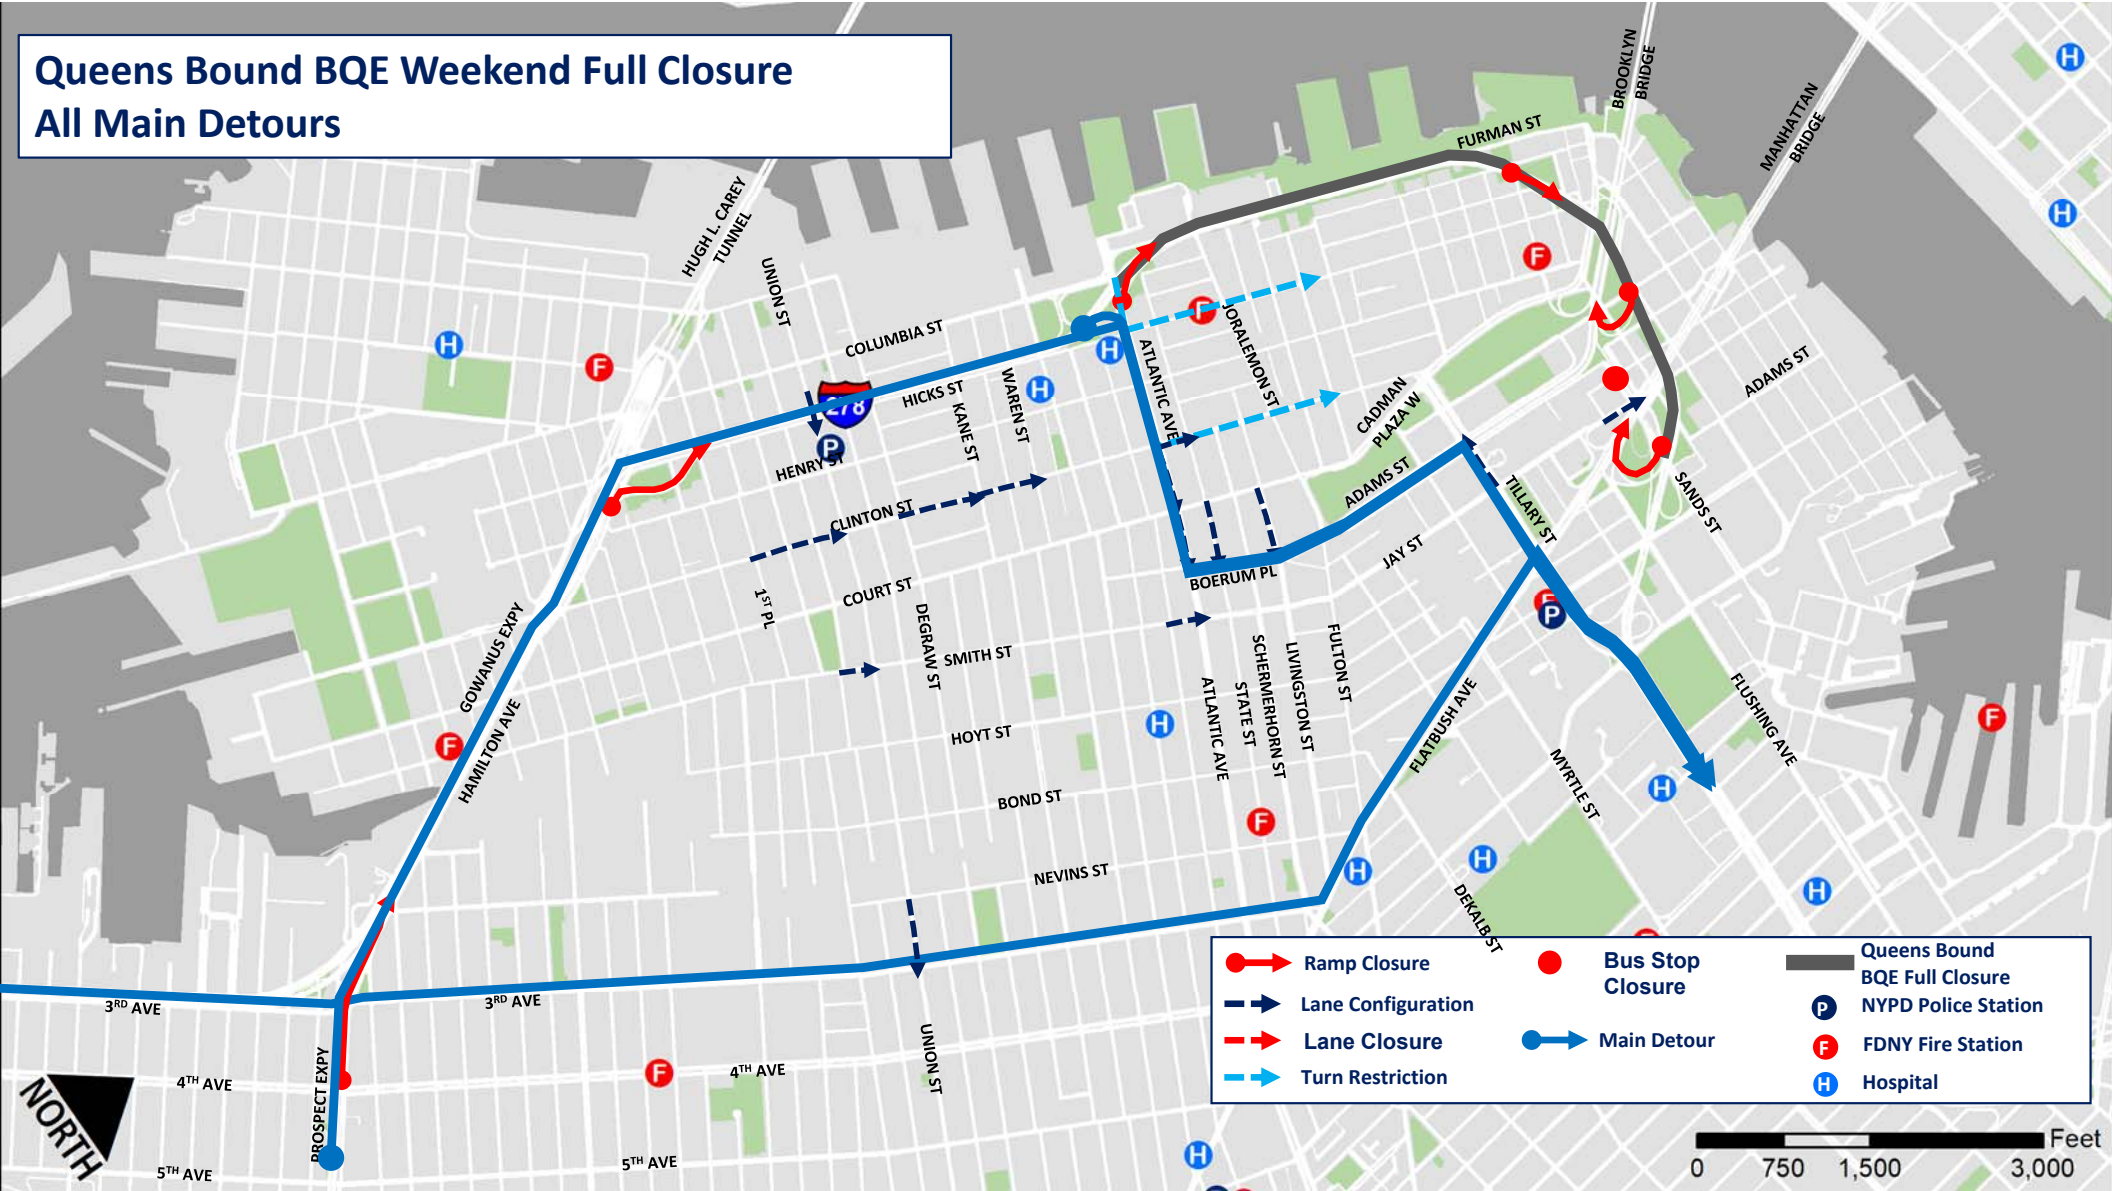 Queens Bound BQE Weekend Full Closure
All Main Detours
BROOKLYN
BRIDGE
MANHATTAN
BRIDGE
FURMAN ST
HUGH L. CAREY
TUNNEL
UNION ST
COLUMBIA ST
278
HICKS ST
WAREN ST
KANE ST
HENRY ST
CLINTON ST
ATLANTIC AVE
JORALEMON ST
CADMAN
PLAZA W
ADAMS ST
ADAMS ST
TILLARY ST
SANDS ST
JAY ST
BOERUM PL
COURT ST
1ST PL
DEGRAW ST
SMITH ST
GOWANUS EXPY
HAMILTON AVE
HOYT ST
BOND ST
NEVINS ST
ATLANTIC AVE
STATE ST
SCHERMERHORN ST
LIVINGSTON ST
FULTON ST
FLATBUSH AVE
MYRTLE ST
FLUSHING AVE
DEKALB ST
3RD AVE
3RD AVE
PROSPECT EXPY
4TH AVE
4TH AVE
UNION ST
5TH AVE
5TH AVE
NORTH
H
H
H
H
H
H
H
H
H
H
H
F
F
F
F
F
F
F
F
F
P
P
Ramp Closure
Lane Configuration
Lane Closure
Turn Restriction
Bus Stop
Closure
Main Detour
Queens Bound
BQE Full Closure
P NYPD Police Station
F FDNY Fire Station
H Hospital
Feet
0 750 1,500 3,000